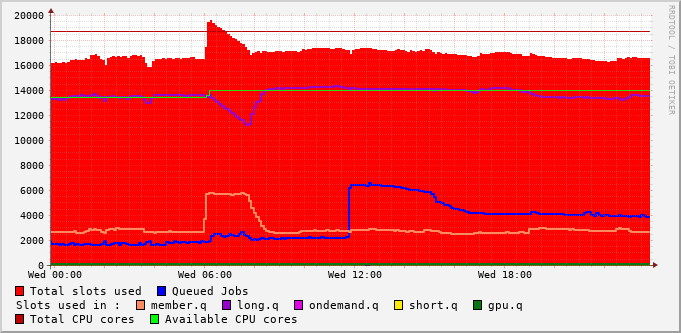 20000
18000
16000
14000
12000
10000
8000
6000
4000
2000
0
Wed 00:00 Wed 06:00 Wed 12:00 Wed 18:00
Total slots used Queued Jobs
Slots used in : member.q long.q ondemand.q short.q gpu.q
Total CPU cores Available CPU cores
RRDTOOL / TOBI OETIKER